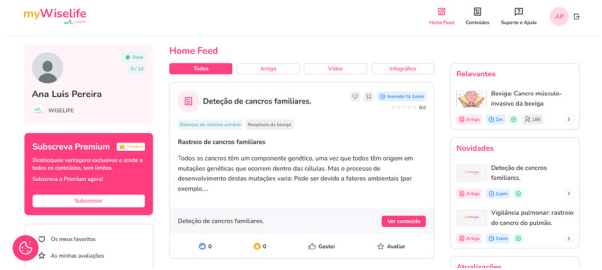 myWiselife
Home Feed
Conteúdos
Suporte e Ajuda
AP
0 / 10
Ana Luis Pereira
WISELIFE
Subscreva Premium
Premium
Desbloqueie vantagens exclusivas e aceda a
todos os conteúdos, sem limites.
Subscreva o Premium agora!
Subscrever
Os meus favoritos
As minhas avaliações
Home Feed
Todos
Artigo
Vídeo
Infográfico
Deteção de cancros familiares.
Inserido há 1sem
0.0
Doenças do sistema urinário
Neoplasia da bexiga
Rastreio de cancros familiares
Todos os cancros têm um componente genético, uma vez que todos têm origem em
mutações genéticas que ocorrem dentro das células. Mas o processo de
desenvolvimento destas mutações varia: Pode ser devido a fatores ambientais (por
exemplo,...
Deteção de cancros familiares.
Ver conteúdo
0
0
Gostei
Avaliar
Relevantes
Bexiga: Cancro músculo-
invasivo da bexiga
Artigo
1m
186
Novidades
Deteção de cancros
familiares.
Artigo
1sem
Vigilância pulmonar: rastreio
do cancro do pulmão.
Artigo
1sem
Atualizações